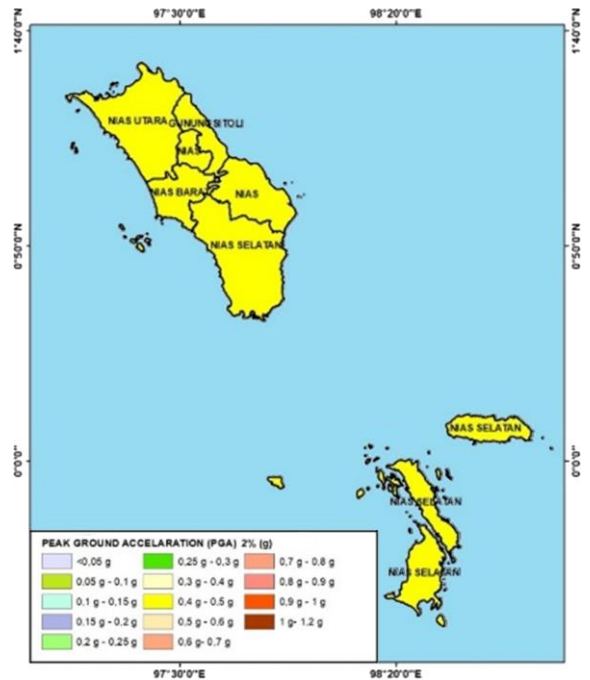 97°30'0"E 98°20'0"E
1°40'0"N 1°40'0"N
NIAS UTARA GUNUNGSITOLI
NIAS
NIAS BARAT NIAS
NIAS SELATAN
0°50'0"N 0°50'0"N
NIAS SELATAN
0°0'0" 0°0'0"
NIAS SELATAN
NIAS SELATAN
PEAK GROUND ACCELARATION (PGA) 2% (g)
<0,05 g 0.25 g - 0,3 g 0,7 g - 0,8 g
0.05 g - 0.1 g 0.3 g - 0.4 g 0,8 g - 0,9 g
0.1 g - 0,15 g 0.4 g - 0.5 g 0,9 g - 1 g
0.15 g - 0,2 g 0,5 g - 0.6 g 1 g- 1,2 g
0.2 g - 0.25 g 0.6 g- 0.7 g
97°30'0"E 98°20'0"E